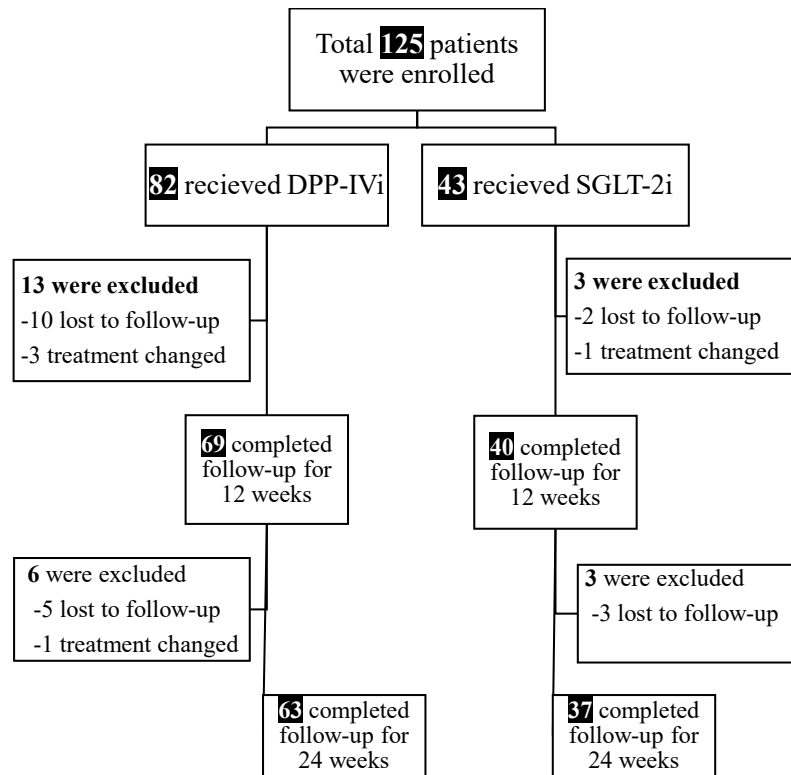 Total 125 patients
were enrolled
82 recieved DPP-IVi
43 recieved SGLT-2i
13 were excluded
-10 lost to follow-up
-3 treatment changed
3 were excluded
-2 lost to follow-up
-1 treatment changed
69 completed
follow-up for
12 weeks
40 completed
follow-up for
12 weeks
6 were excluded
-5 lost to follow-up
-1 treatment changed
3 were excluded
-3 lost to follow-up
63 completed
follow-up for
24 weeks
37 completed
follow-up for
24 weeks